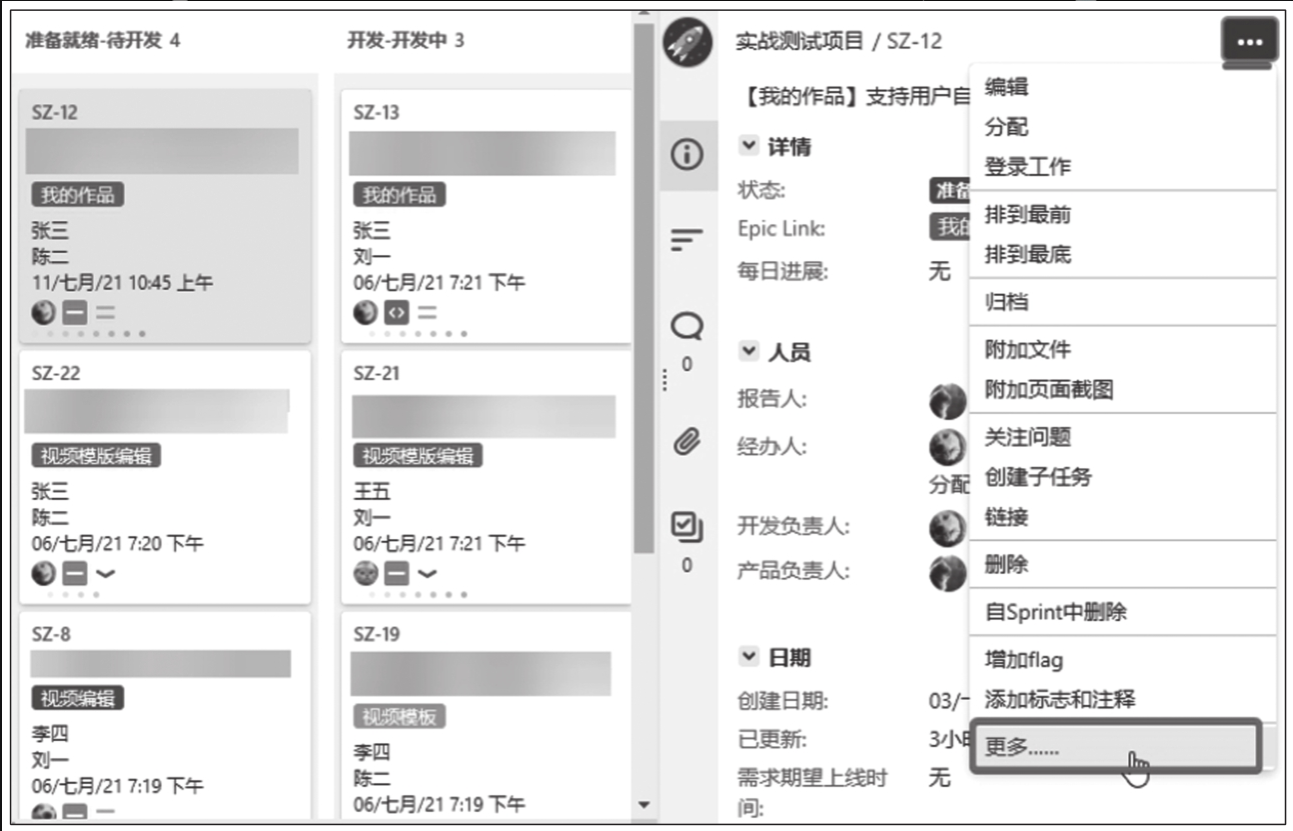 准备就绪-待开发 4
SZ-12
我的作品
张三
陈二
11/七月/21 10:45 上午
SZ-22
视频模版编辑
张三
陈二
06/七月/21 7:20 下午
SZ-8
视频编辑
李四
刘一
06/七月/21 7:19 下午
开发-开发中 3
SZ-13
我的作品
张三
刘一
06/七月/21 7:21 下午
SZ-21
视频模版编辑
王五
刘一
06/七月/21 7:21 下午
SZ-19
视频模板
李四
陈二
06/七月/21 7:19 下午
0
0
实战测试项目 / SZ-12
【我的作品】支持用户自
详情
状态: 准备
Epic Link: 我的
每日进展: 无
人员
报告人:
经办人:
分配
开发负责人:
产品负责人:
日期
创建日期: 03/
已更新: 3小时
需求期望上线时 无
间:
编辑
分配
登录工作
排到最前
排到最底
归档
附加文件
附加页面截图
关注问题
创建子任务
链接
删除
自Sprint中删除
增加flag
添加标志和注释
更多......